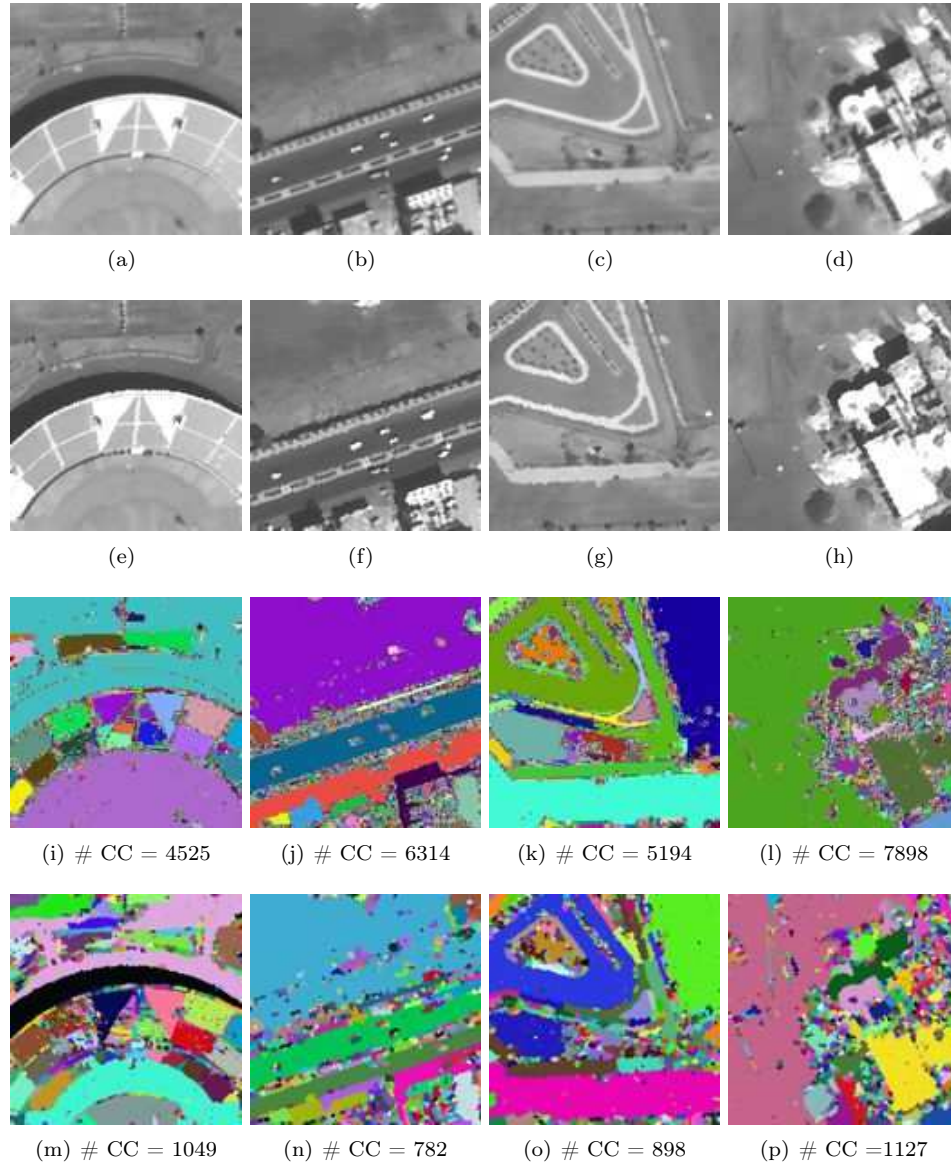 (a) (b) (c) (d)
(e) (f) (g) (h)
(i) # CC = 4525 (j) # CC = 6314 (k) # CC = 5194 (l) # CC = 7898
(m) # CC = 1049 (n) # CC = 782 (o) # CC = 898 (p) # CC =1127